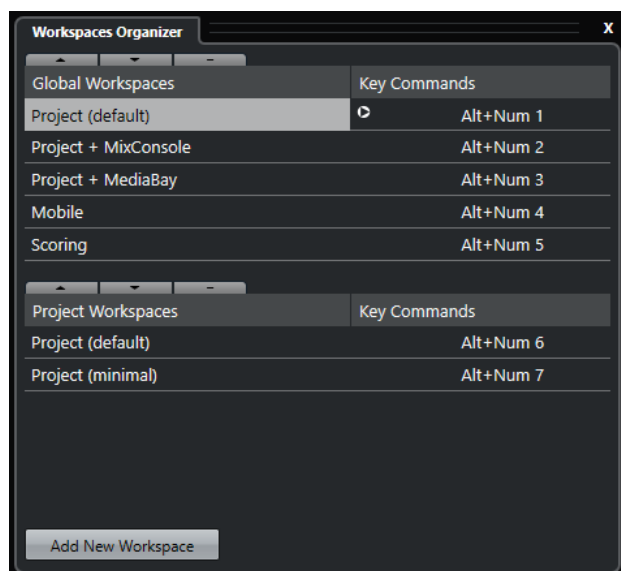 Workspaces Organizer X
Global Workspaces Key Commands
Project (default) Alt+Num 1
Project + MixConsole Alt+Num 2
Project + MediaBay Alt+Num 3
Mobile Alt+Num 4
Scoring Alt+Num 5
Project Workspaces Key Commands
Project (default) Alt+Num 6
Project (minimal) Alt+Num 7
Add New Workspace